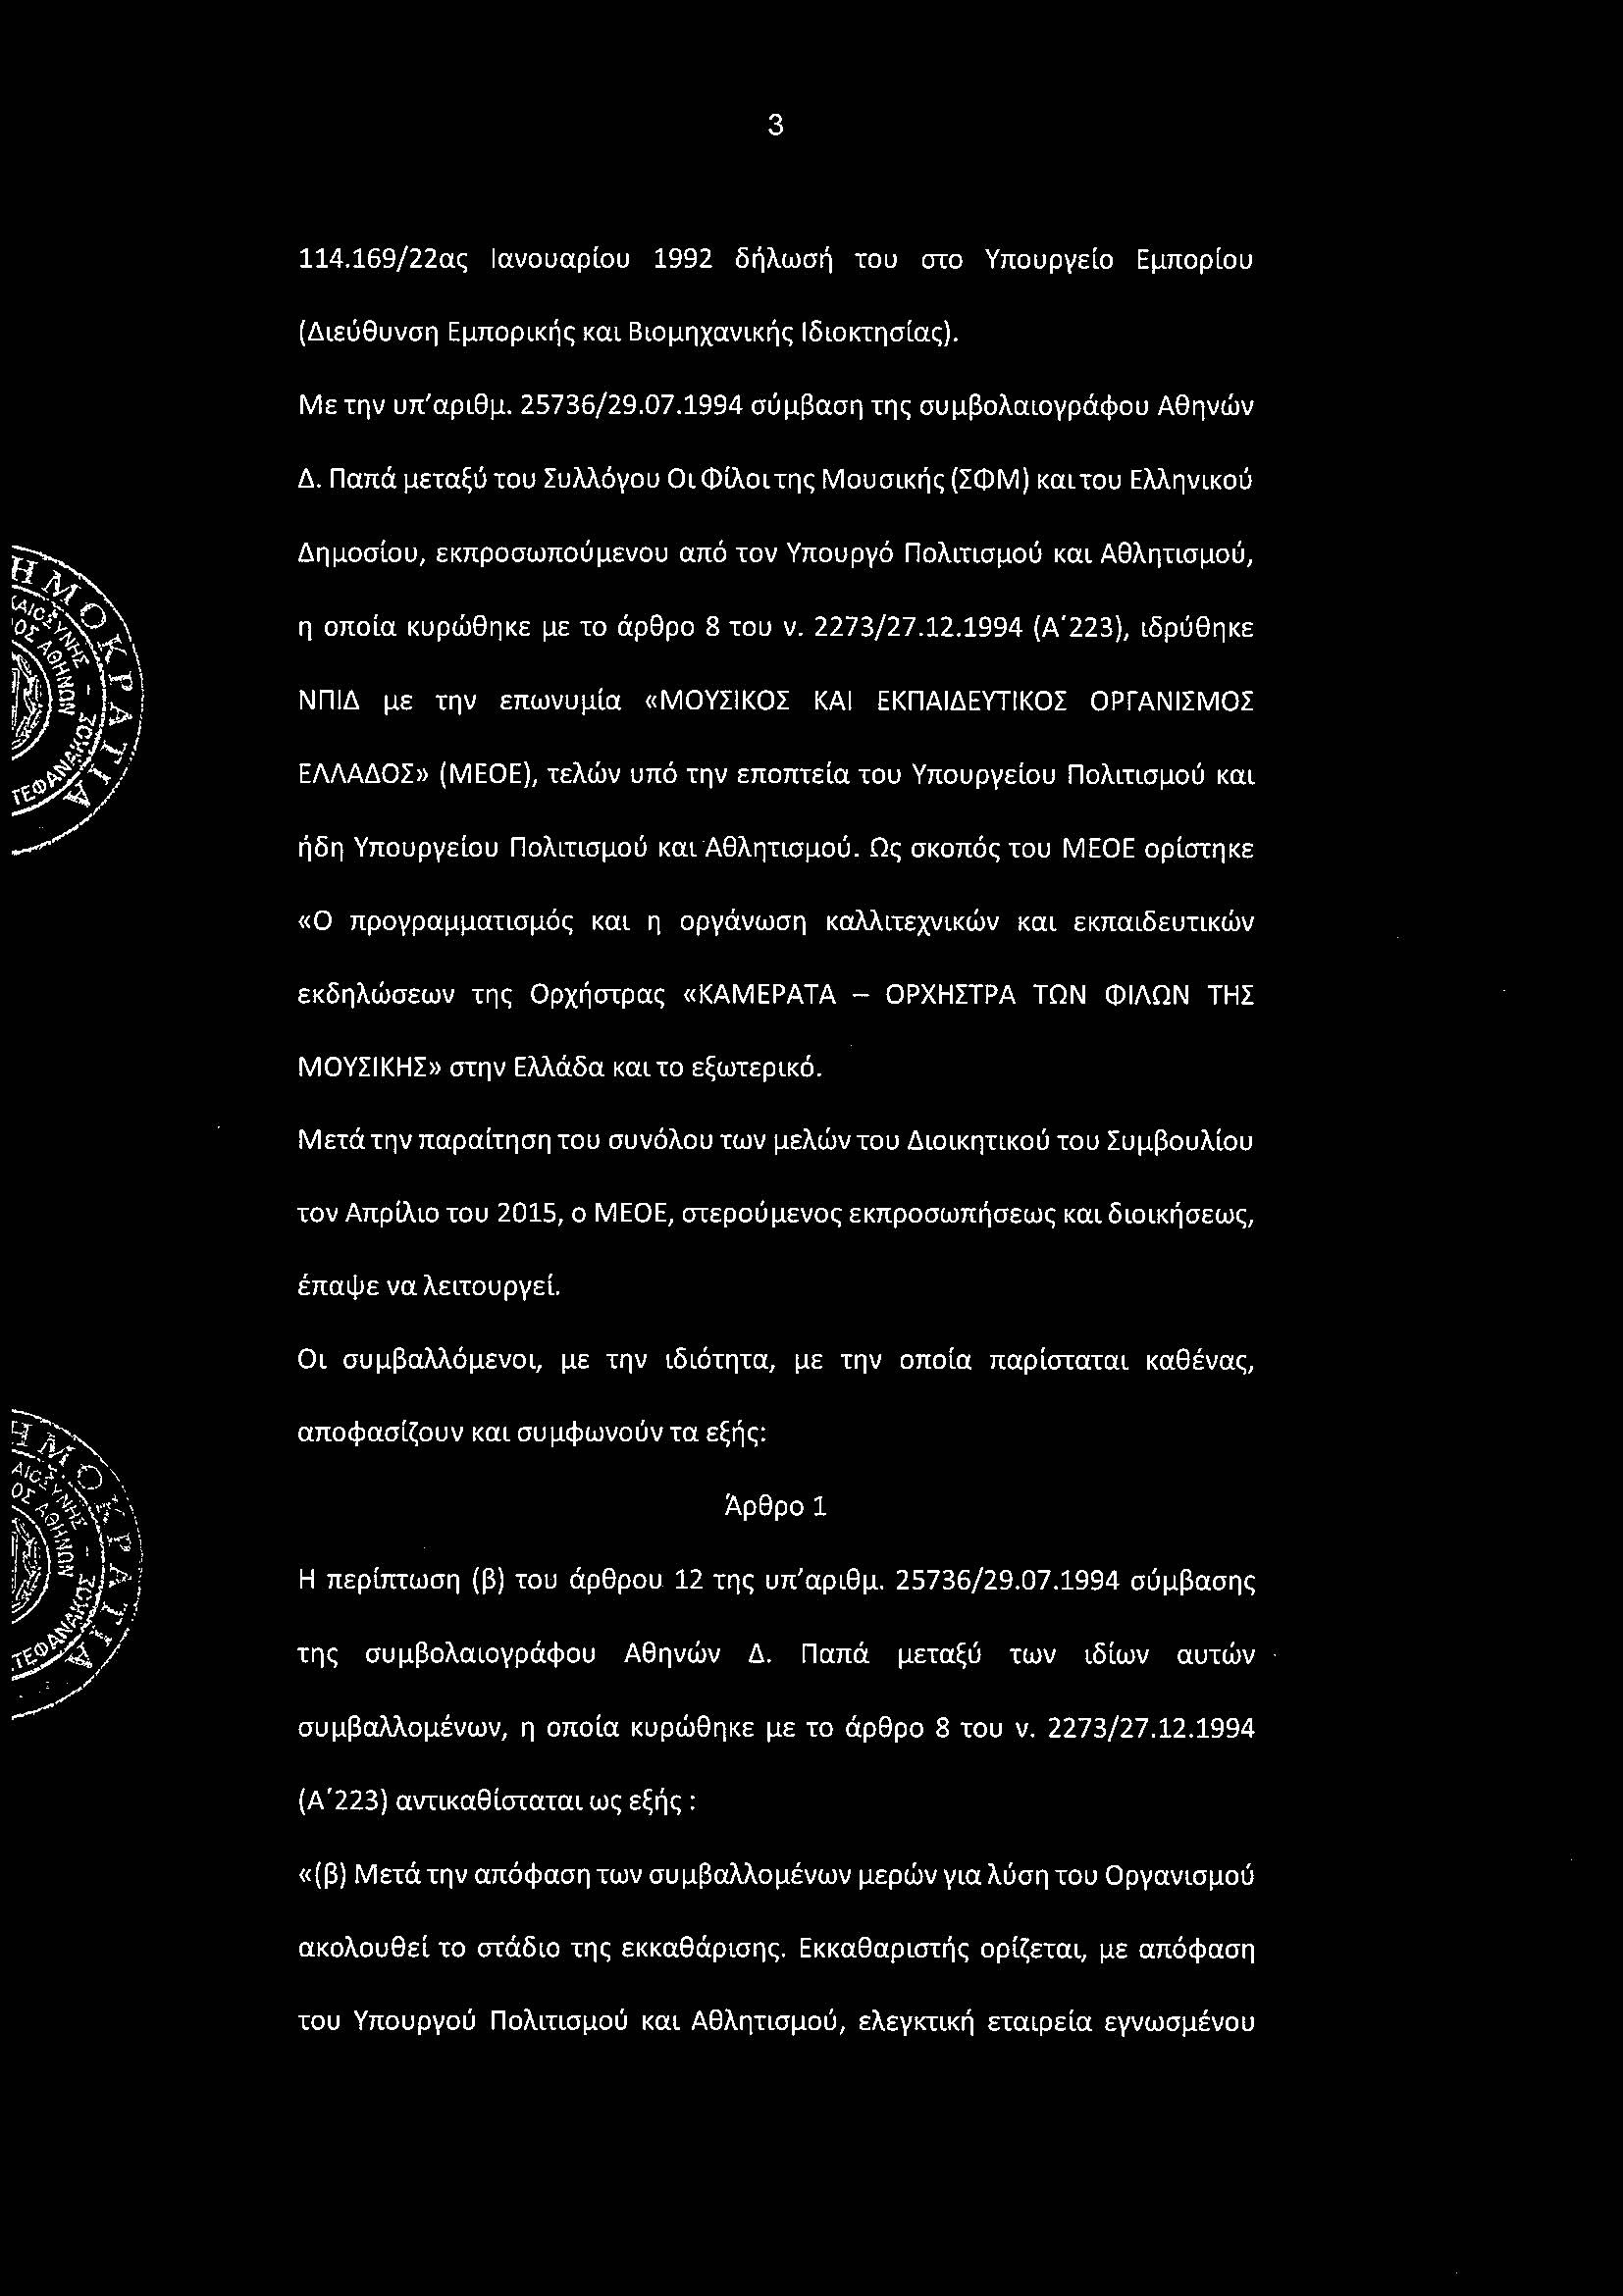 3
114.169/22ας Ιανουαρίου 1992 δήλωσή του στο Υπουργείο Εμπορίου
(Διεύθυνση Εμπορικής και Βιομηχανικής Ιδιοκτησίας).
Με την υπ'αριθμ. 25736/29.07.1994 σύμβαση της συμβολαιογράφου Αθηνών
Δ. Παπά μεταξύ του Συλλόγου Οι Φίλοι της Μουσικής (ΣΦΜ) και του Ελληνικού
Δημοσίου, εκπροσωπούμενου από τον Υπουργό Πολιτισμού και Αθλητισμού,
η οποία κυρώθηκε με το άρθρο 8 του ν. 2273/27.12.1994 (Α'223), ιδρύθηκε
ΝΠΙΔ με την επωνυμία «ΜΟΥΣΙΚΟΣ ΚΑΙ ΕΚΠΑΙΔΕΥΤΙΚΟΣ ΟΡΓΑΝΙΣΜΟΣ
ΕΛΛΑΔΟΣ» (ΜΕΟΕ), τελών υπό την εποπτεία του Υπουργείου Πολιτισμού και
ήδη Υπουργείου Πολιτισμού και Αθλητισμού. Ως σκοπός του ΜΕΟΕ ορίστηκε
«Ο προγραμματισμός και η οργάνωση καλλιτεχνικών και εκπαιδευτικών
εκδηλώσεων της Ορχήστρας «ΚΑΜΕΡΑΤΑ – ΟΡΧΗΣΤΡΑ ΤΩΝ ΦΙΛΩΝ ΤΗΣ
ΜΟΥΣΙΚΗΣ» στην Ελλάδα και το εξωτερικό.
Μετά την παραίτηση του συνόλου των μελών του Διοικητικού του Συμβουλίου
τον Απρίλιο του 2015, ο ΜΕΟΕ, στερούμενος εκπροσωπήσεως και διοικήσεως,
έπαψε να λειτουργεί.
Οι συμβαλλόμενοι, με την ιδιότητα, με την οποία παρίσταται καθένας,
αποφασίζουν και συμφωνούν τα εξής:
Άρθρο 1
Η περίπτωση (β) του άρθρου 12 της υπ'αριθμ. 25736/29.07.1994 σύμβασης
της συμβολαιογράφου Αθηνών Δ. Παπά μεταξύ των ιδίων αυτών
συμβαλλομένων, η οποία κυρώθηκε με το άρθρο 8 του ν. 2273/27.12.1994
(Α'223) αντικαθίσταται ως εξής :
«(β) Μετά την απόφαση των συμβαλλομένων μερών για λύση του Οργανισμού
ακολουθεί το στάδιο της εκκαθάρισης. Εκκαθαριστής ορίζεται, με απόφαση
του Υπουργού Πολιτισμού και Αθλητισμού, ελεγκτική εταιρεία εγνωσμένου
ΗΜΟΚΡΑΤΙΑ
ΑΘΗΝΩΝ
ΤΕΦΑΝΑΚΟΣ
ΗΜΟΚΡΑΤΙΑ
ΑΘΗΝΩΝ
ΤΕΦΑΝΑΚΟΣ